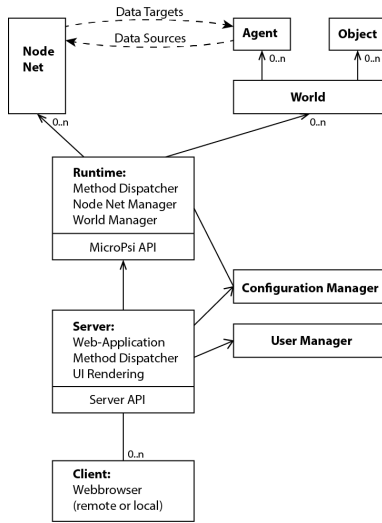 Data Targets
Node
Net
Data Sources
Agent
Object
0..n
0..n
World
0..n
0..n
Runtime:
Method Dispatcher
Node Net Manager
World Manager
MicroPsi API
Configuration Manager
Server:
Web-Application
Method Dispatcher
UI Rendering
User Manager
Server API
0..n
Client:
Webbrowser
(remote or local)